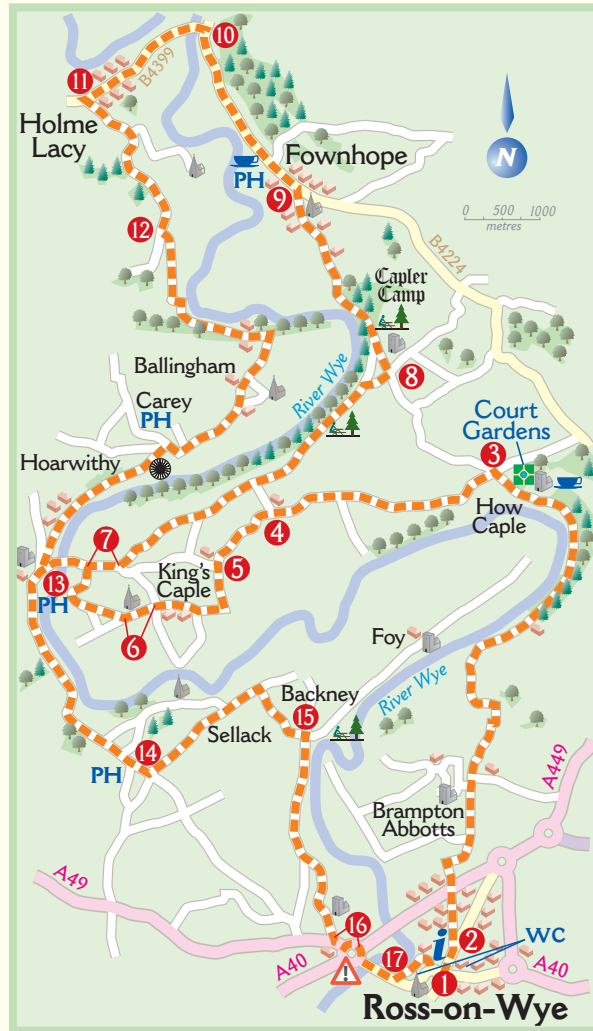 10
11
B4399
Holme
Lacy
Fownhope
PH
N
0 500 1000
metres
9
12
B4224
Capler
Camp
8
Ballingham
Carey
PH
River Wye
Court
Gardens
3
How
Caple
Hoarwithy
4
7
King's
Caple
5
13
PH
6
Foy
River Wye
Backney
15
Sellack
14
PH
A449
Brampton
Abbotts
A49
16
A40
17
i
2
WC
1
A40
Ross-on-Wye